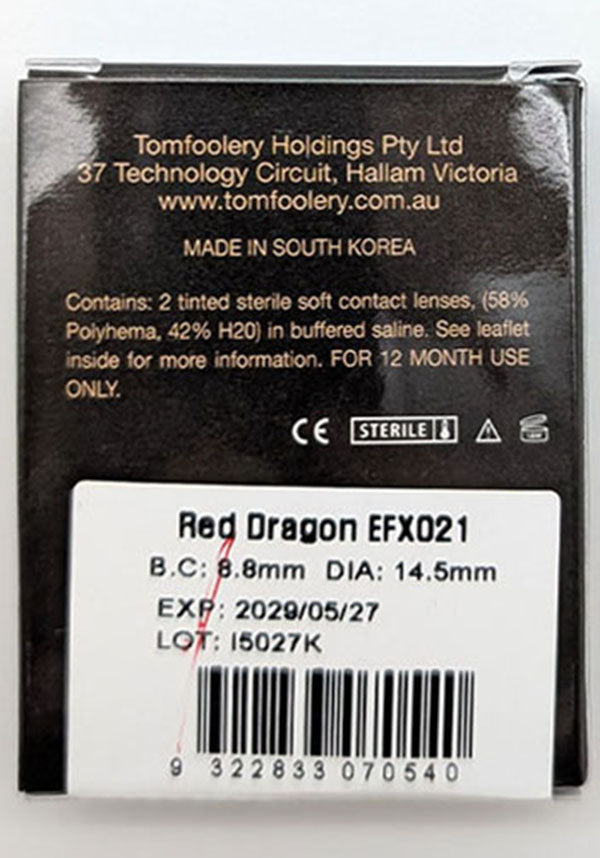 Tomfoolery Holdings Pty Ltd
37 Technology Circuit, Hallam Victoria
www.tomfoolery.com.au
MADE IN SOUTH KOREA
Contains: 2 tinted sterile soft contact lenses, (58%
Polyhema, 42% H20) in buffered saline. See leaflet
inside for more information. FOR 12 MONTH USE
ONLY.
CE STERILE
Red Dragon EFX021
B.C: 8.8mm DIA: 14.5mm
EXP: 2029/05/27
LOT: I5027K
9 322833 070540